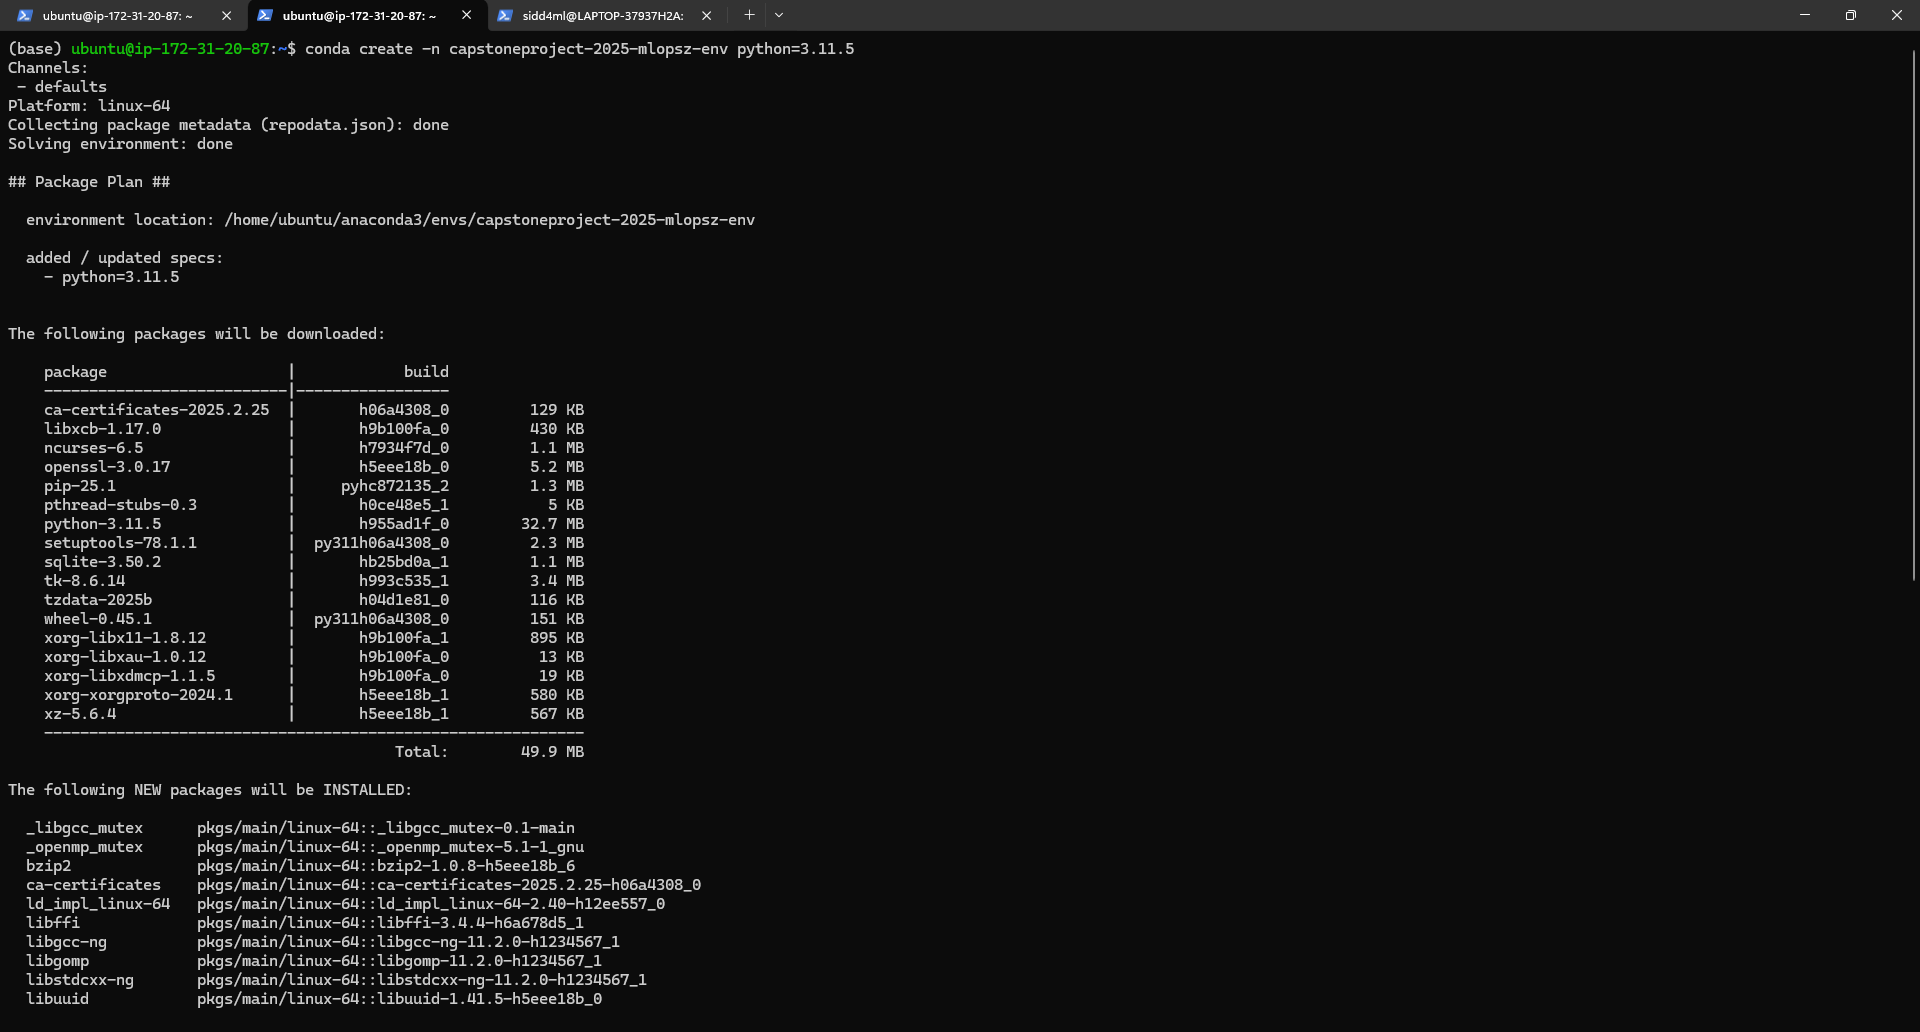 ubuntu@ip-172-31-20-87: ~
ubuntu@ip-172-31-20-87: ~
sidd4ml@LAPTOP-37937H2A:
(base) ubuntu@ip-172-31-20-87:~$ conda create -n capstoneproject-2025-mlopsz-env python=3.11.5
Channels:
 - defaults
Platform: linux-64
Collecting package metadata (repodata.json): done
Solving environment: done
## Package Plan ##
  environment location: /home/ubuntu/anaconda3/envs/capstoneproject-2025-mlopsz-env
  added / updated specs:
    - python=3.11.5
The following packages will be downloaded:
    package                    |            build
    ---------------------------|-----------------
    ca-certificates-2025.2.25  |       h06a4308_0         129 KB
    libxcb-1.17.0              |       h9b100fa_0         430 KB
    ncurses-6.5                |       h7934f7d_0         1.1 MB
    openssl-3.0.17             |       h5eee18b_0         5.2 MB
    pip-25.1                   |     pyhc872135_2         1.3 MB
    pthread-stubs-0.3          |       h0ce48e5_1           5 KB
    python-3.11.5              |       h955ad1f_0        32.7 MB
    setuptools-78.1.1          |  py311h06a4308_0         2.3 MB
    sqlite-3.50.2              |       hb25bd0a_1         1.1 MB
    tk-8.6.14                  |       h993c535_1         3.4 MB
    tzdata-2025b               |       h04d1e81_0         116 KB
    wheel-0.45.1               |  py311h06a4308_0         151 KB
    xorg-libx11-1.8.12         |       h9b100fa_1         895 KB
    xorg-libxau-1.0.12         |       h9b100fa_0          13 KB
    xorg-libxdmcp-1.1.5        |       h9b100fa_0          19 KB
    xorg-xorgproto-2024.1      |       h5eee18b_1         580 KB
    xz-5.6.4                   |       h5eee18b_1         567 KB
    ------------------------------------------------------------
                                           Total:        49.9 MB
The following NEW packages will be INSTALLED:
  _libgcc_mutex      pkgs/main/linux-64::_libgcc_mutex-0.1-main
  _openmp_mutex      pkgs/main/linux-64::_openmp_mutex-5.1-1_gnu
  bzip2              pkgs/main/linux-64::bzip2-1.0.8-h5eee18b_6
  ca-certificates    pkgs/main/linux-64::ca-certificates-2025.2.25-h06a4308_0
  ld_impl_linux-64   pkgs/main/linux-64::ld_impl_linux-64-2.40-h12ee557_0
  libffi             pkgs/main/linux-64::libffi-3.4.4-h6a678d5_1
  libgcc-ng          pkgs/main/linux-64::libgcc-ng-11.2.0-h1234567_1
  libgomp            pkgs/main/linux-64::libgomp-11.2.0-h1234567_1
  libstdcxx-ng       pkgs/main/linux-64::libstdcxx-ng-11.2.0-h1234567_1
  libuuid            pkgs/main/linux-64::libuuid-1.41.5-h5eee18b_0